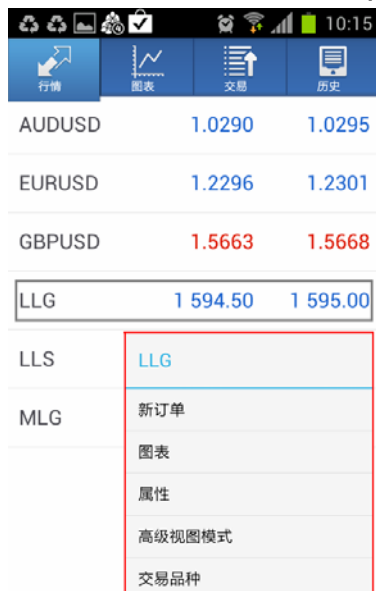 10:15
行情 图表 交易 历史
AUDUSD 1.0290 1.0295
EURUSD 1.2296 1.2301
GBPUSD 1.5663 1.5668
LLG 1 594.50 1 595.00
LLS
LLG
MLG
新订单
图表
属性
高级视图模式
交易品种